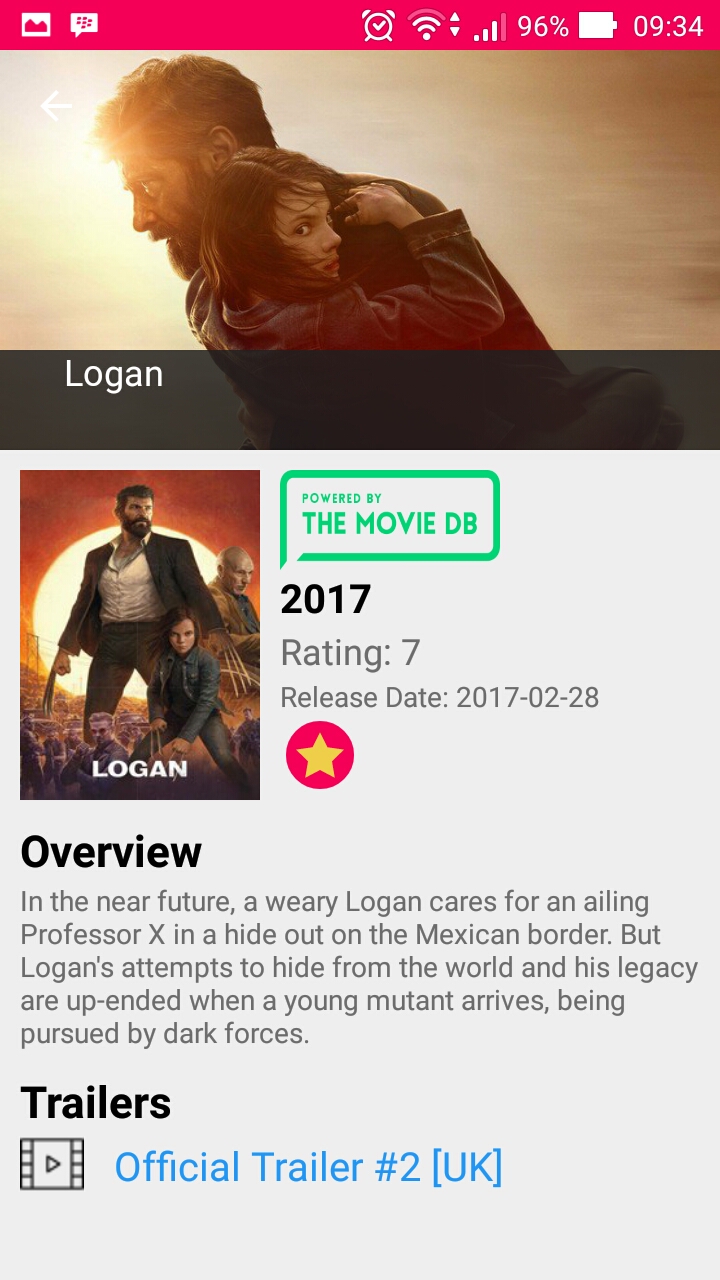 96% 09:34
Logan
POWERED BY
THE MOVIE DB
2017
Rating: 7
Release Date: 2017-02-28
LOGAN
Overview
In the near future, a weary Logan cares for an ailing
Professor X in a hide out on the Mexican border. But
Logan's attempts to hide from the world and his legacy
are up-ended when a young mutant arrives, being
pursued by dark forces.
Trailers
Official Trailer #2 [UK]